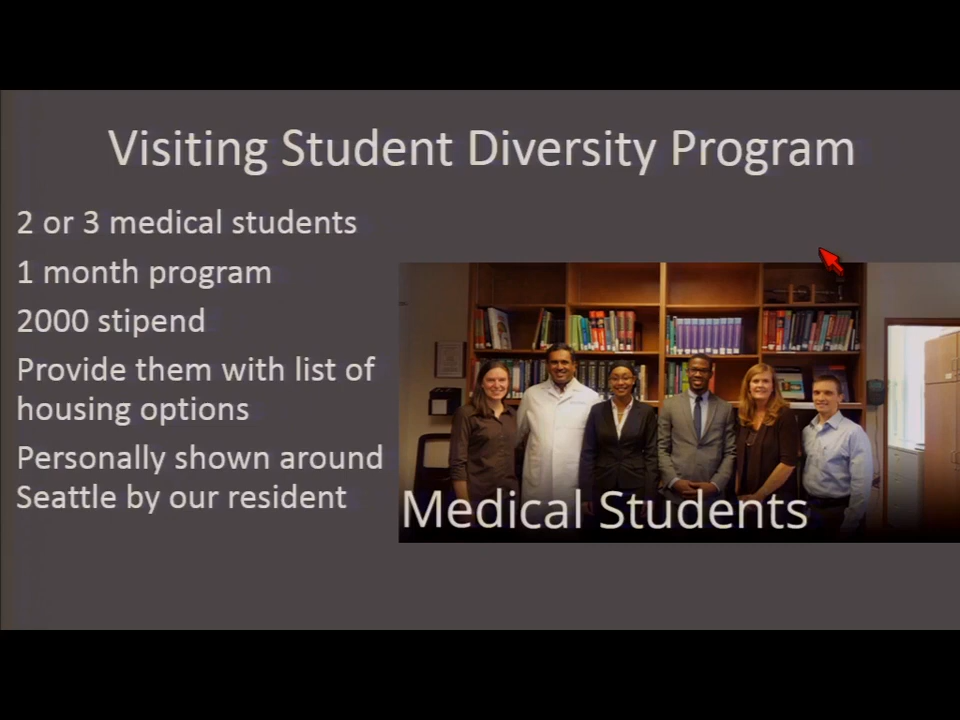 Visiting Student Diversity Program
2 or 3 medical students
1 month program
2000 stipend
Provide them with list of
housing options
Personally shown around
Seattle by our resident
Medical Students